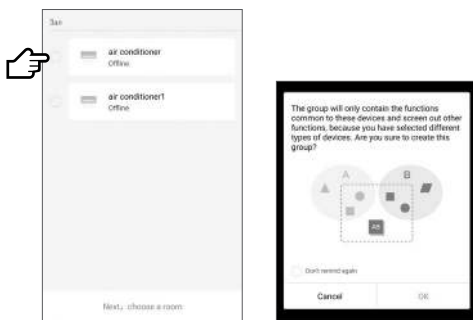 Зал
air conditioner
Offline
air conditioner1
Offline
Next, choose a room
The group will only contain the functions
common to these devices and screen out other
functions, because you have selected different
types of devices. Are you sure to create this
group?
A
B
AB
Don't remind again
Cancel
OK